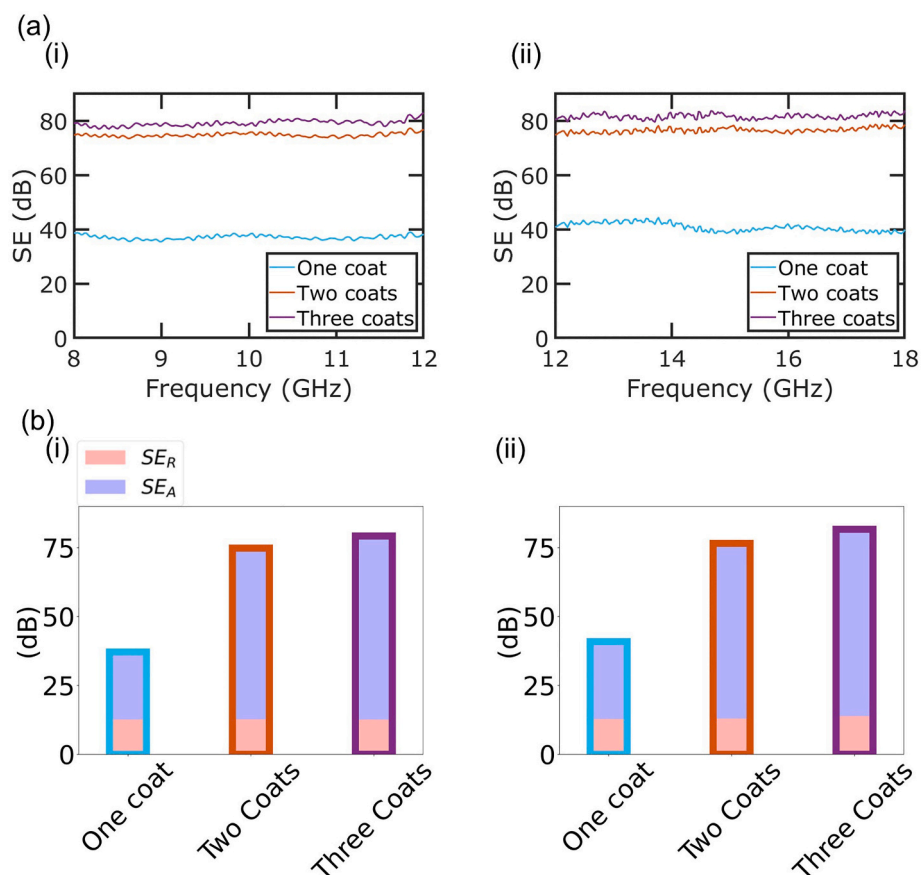 (a)
(i)
SE (dB)
80
60
40
20
0
8
9
10
11
12
Frequency (GHz)
One coat
Two coats
Three coats
(ii)
SE (dB)
80
60
40
20
0
12
14
16
18
Frequency (GHz)
One coat
Two coats
Three coats
(b)
(i)
SE_R
SE_A
(dB)
75
50
25
0
One coat
Two Coats
Three Coats
(ii)
(dB)
75
50
25
0
One coat
Two Coats
Three Coats